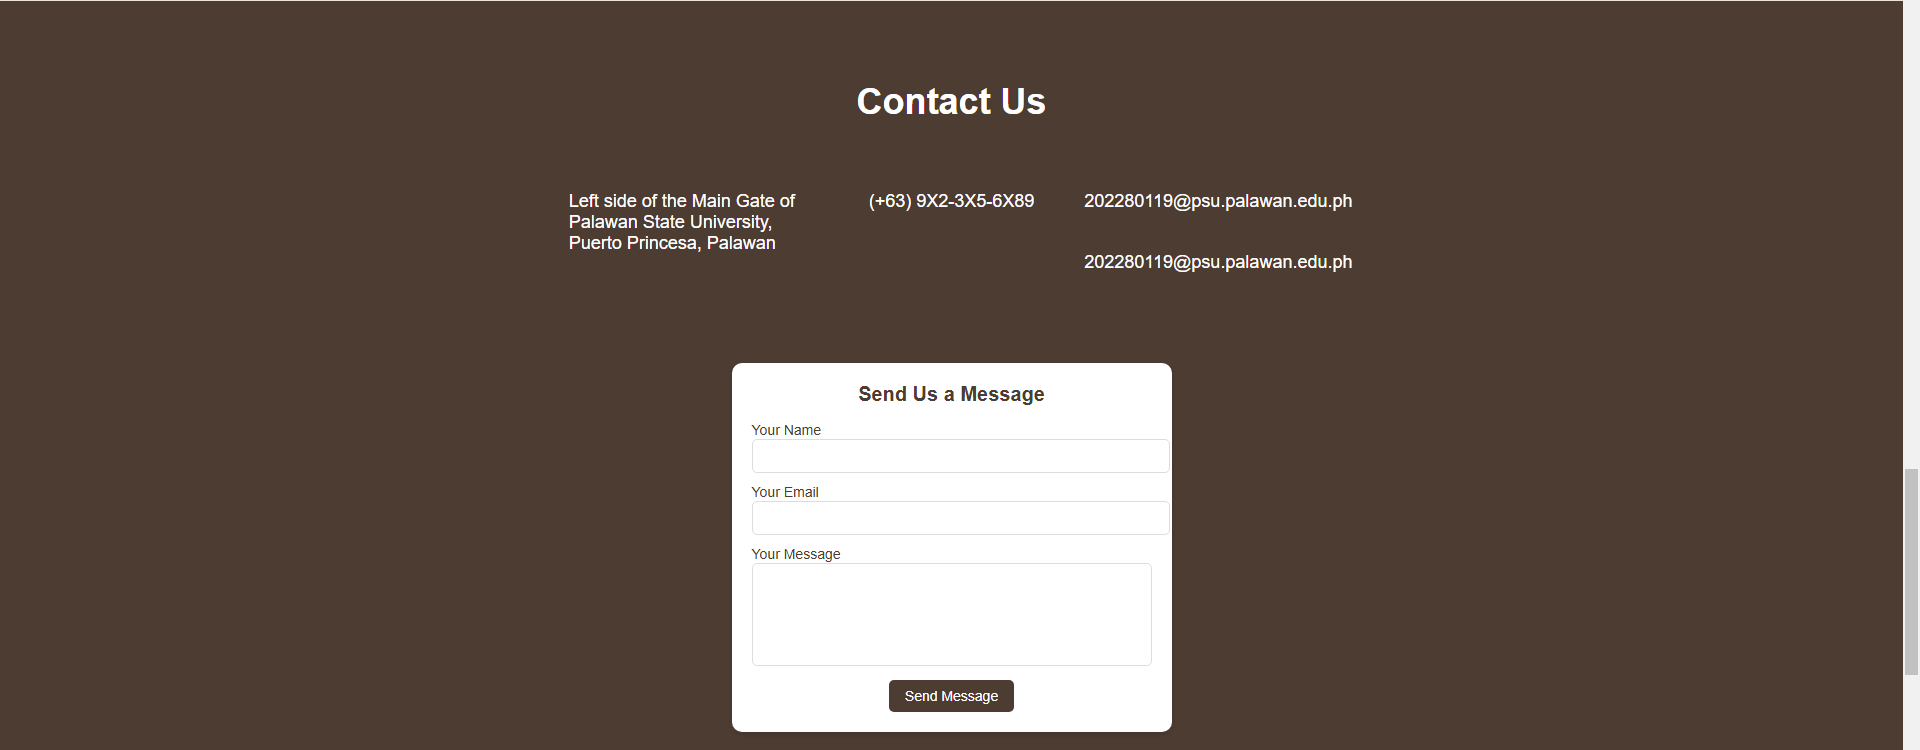 Contact Us
Left side of the Main Gate of
Palawan State University,
Puerto Princesa, Palawan
(+63) 9X2-3X5-6X89
202280119@psu.palawan.edu.ph
202280119@psu.palawan.edu.ph
Send Us a Message
Your Name
Your Email
Your Message
Send Message